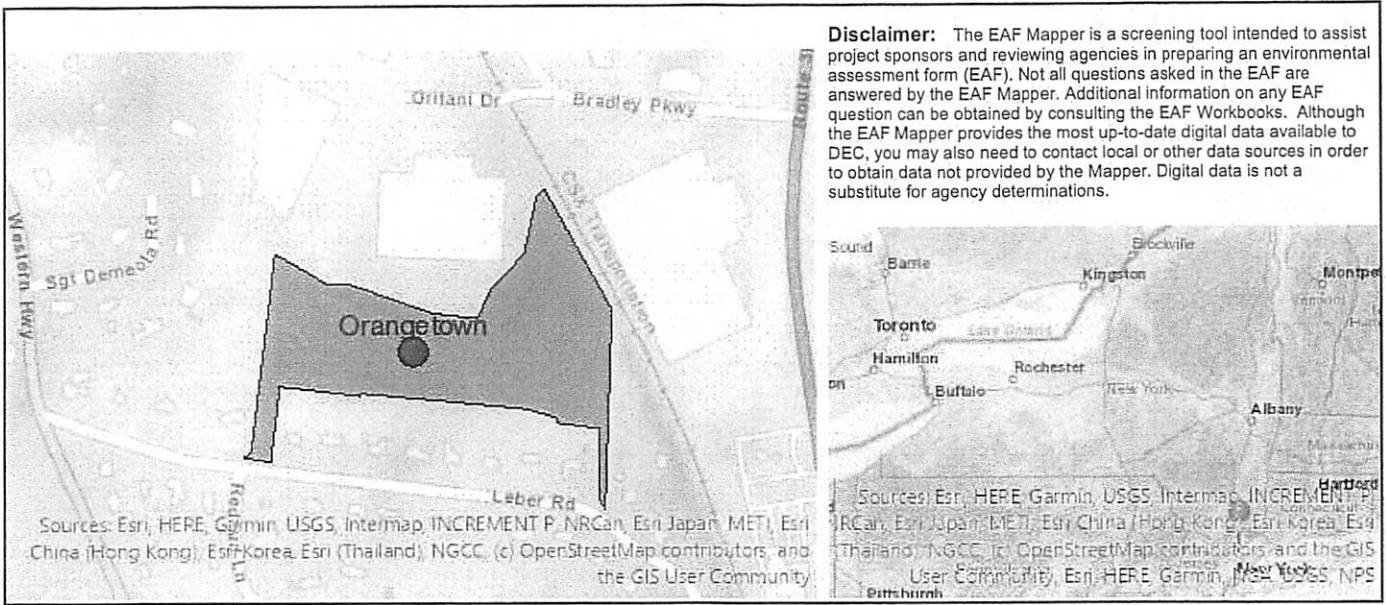 Disclaimer: The EAF Mapper is a screening tool intended to assist
project sponsors and reviewing agencies in preparing an environmental
assessment form (EAF). Not all questions asked in the EAF are
answered by the EAF Mapper. Additional information on any EAF
question can be obtained by consulting the EAF Workbooks. Although
the EAF Mapper provides the most up-to-date digital data available to
DEC, you may also need to contact local or other data sources in order
to obtain data not provided by the Mapper. Digital data is not a
substitute for agency determinations.
Oritani Dr
Bradley Pkwy
Route
CSX Transportation
Western Hwy
Sgt Demeola Rd
Orangetown
Leber Rd
Sources: Esri, HERE, Garmin, USGS, Intermap, INCREMENT P, NRCan, Esri Japan, METI, Esri
China (Hong Kong), Esri Korea, Esri (Thailand), NGCC, (c) OpenStreetMap contributors, and
the GIS User Community
Sound
Barrie
Brockville
Kingston
Montpe
Vermont
Toronto
Lake Ontario
Hamilton
Rochester
on
Buffalo
New York
Albany
Hartford
Sources: Esri, HERE, Garmin, USGS, Intermap, INCREMENT P,
NRCan, Esri Japan, METI, Esri China (Hong Kong), Esri Korea, Esri
(Thailand), NGCC, (c) OpenStreetMap contributors, and the GIS
User Community, Esri, HERE, Garmin, USGS, NPS
New York
Pittsburgh